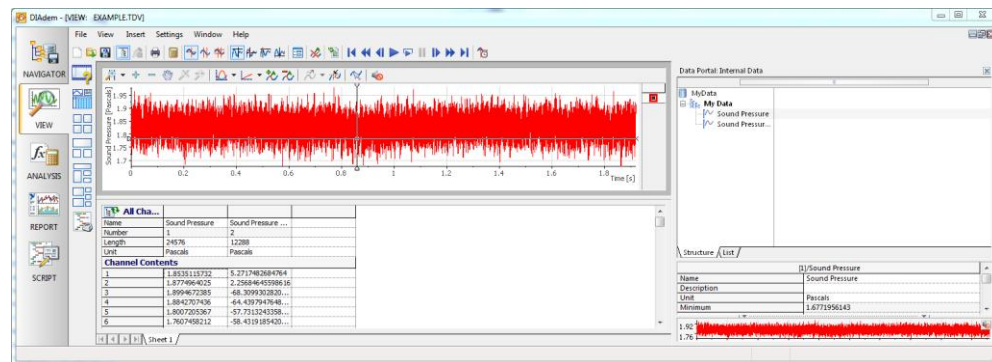 DIAdem - [VIEW: EXAMPLE.TDV]
File View Insert Settings Window Help
NAVIGATOR
VIEW
ANALYSIS
REPORT
SCRIPT
Sound Pressure [Pascals]
1.95
1.9
1.85
1.8
1.75
1.7
0 0.2 0.4 0.6 0.8 1 1.2 1.4 1.6 1.8
Time [s]
All Cha...
Name Sound Pressure Sound Pressure ...
Number 1 2
Length 24576 12288
Unit Pascals Pascals
Channel Contents
1 1.8535115732 5.2717482684764
2 1.8774964025 2.25684645598616
3 1.8994672385 -68.3099302820...
4 1.8842707436 -64.4397947648...
5 1.8007205367 -57.7313243358...
6 1.7607458212 -58.4319185420...
Sheet 1
Data Portal: Internal Data
MyData
My Data
Sound Pressure
Sound Pressur...
Structure List
[1]/Sound Pressure
Name Sound Pressure
Description
Unit Pascals
Minimum 1.6771956143
1.92
1.76